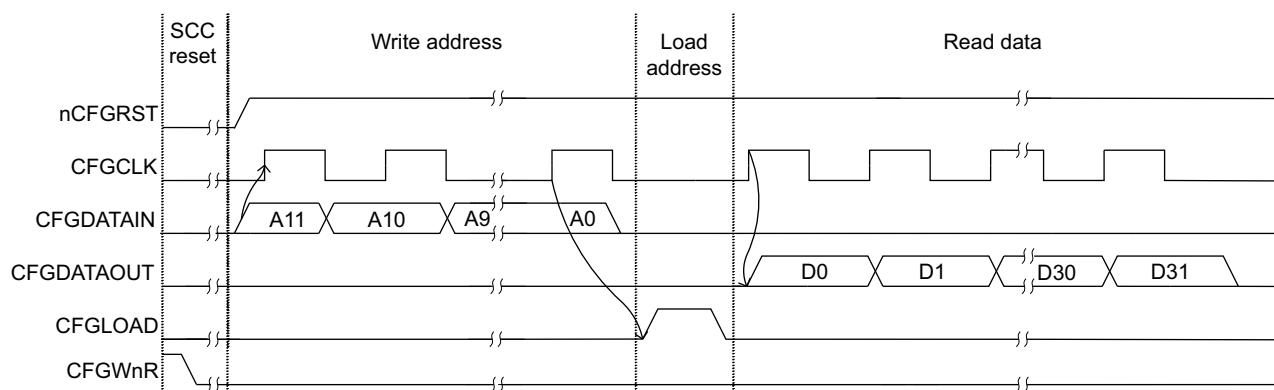 SCC
reset
Write address
Load
address
Read data
nCFGRST
CFGCLK
CFGDATAIN
A11
A10
A9
A0
CFGDATAOUT
D0
D1
D30
D31
CFGLOAD
CFGWnR